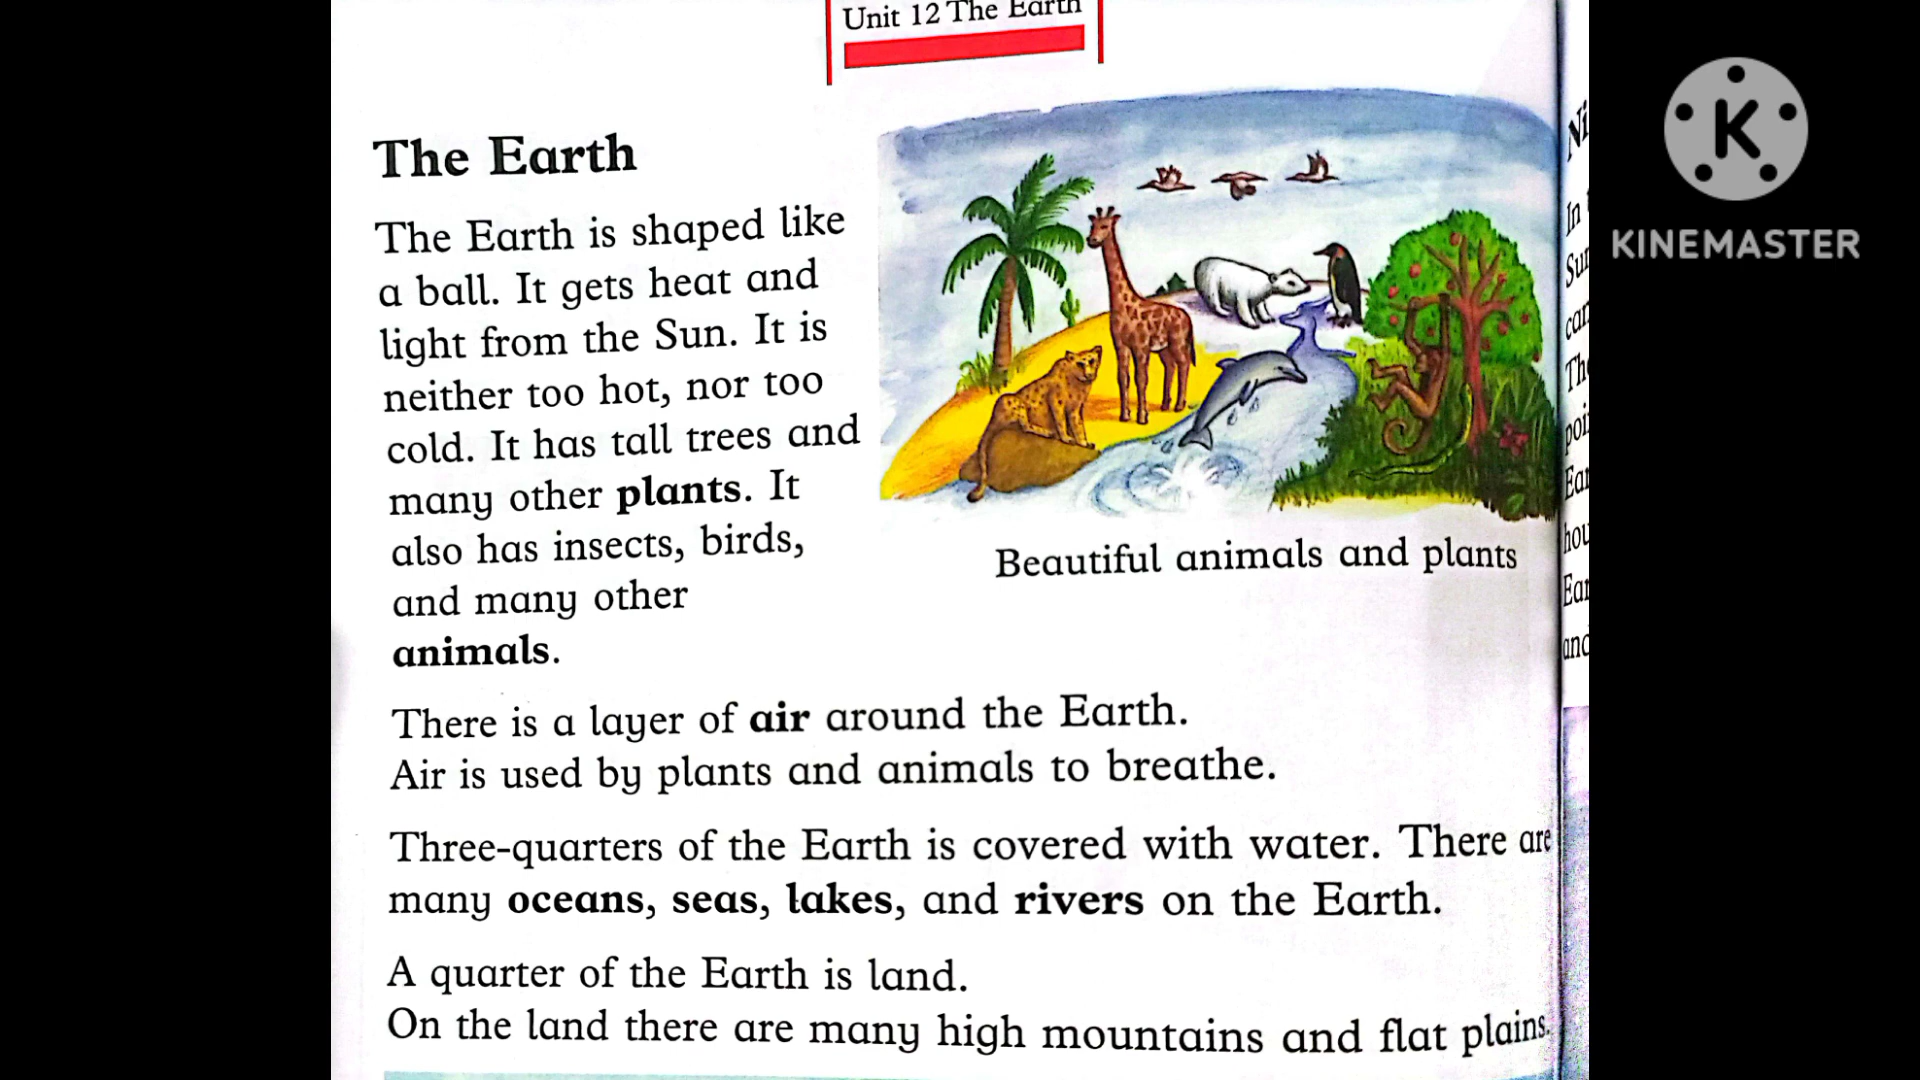 Unit 12 The Earth
The Earth
The Earth is shaped like
a ball. It gets heat and
light from the Sun. It is
neither too hot, nor too
cold. It has tall trees and
many other plants. It
also has insects, birds,
and many other
animals.
Beautiful animals and plants
There is a layer of air around the Earth.
Air is used by plants and animals to breathe.
Three-quarters of the Earth is covered with water. There are
many oceans, seas, lakes, and rivers on the Earth.
A quarter of the Earth is land.
On the land there are many high mountains and flat plains.
K
KINEMASTER